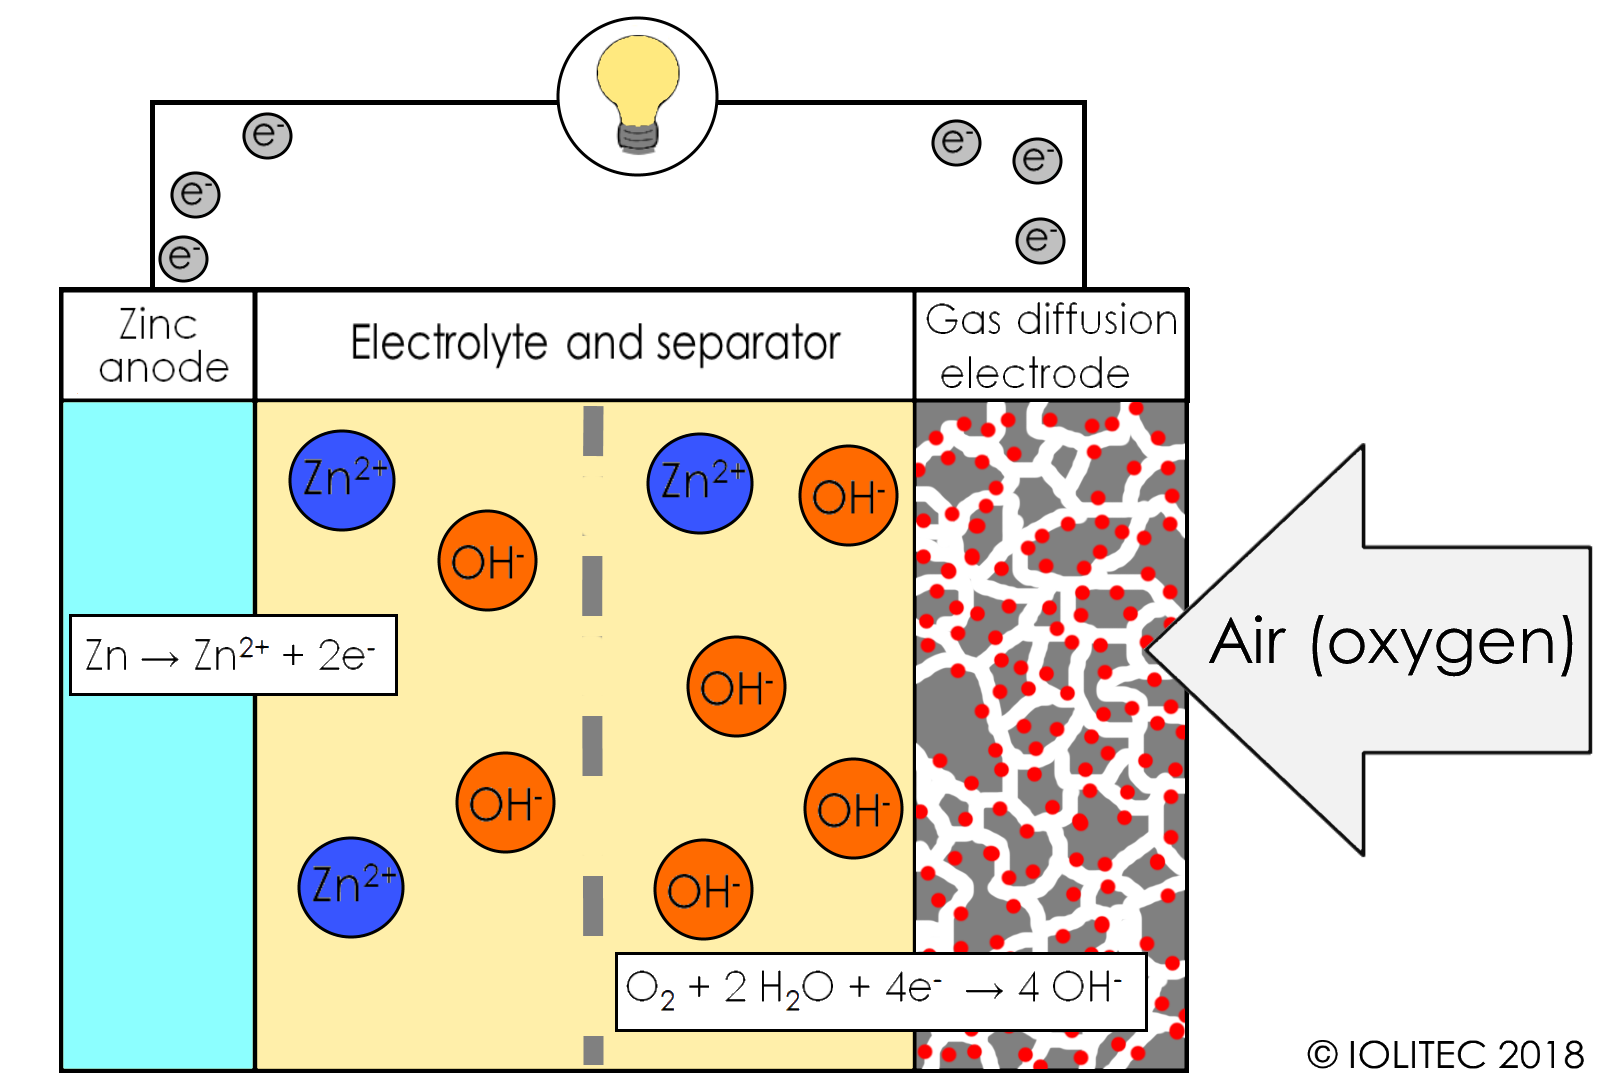 e⁻
e⁻
e⁻
e⁻
e⁻
e⁻
Zinc
anode
Electrolyte and separator
Gas diffusion
electrode
Zn²⁺
Zn²⁺
OH⁻
OH⁻
Zn → Zn²⁺ + 2e⁻
Air (oxygen)
OH⁻
OH⁻
OH⁻
Zn²⁺
OH⁻
O₂ + 2 H₂O + 4e⁻ → 4 OH⁻
© IOLITEC 2018